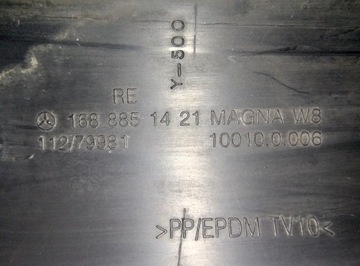 Y-500
RE
168 885 14 21 MAGNA W8
112/79981 10010.0.006
>PP/EPDM TV10<